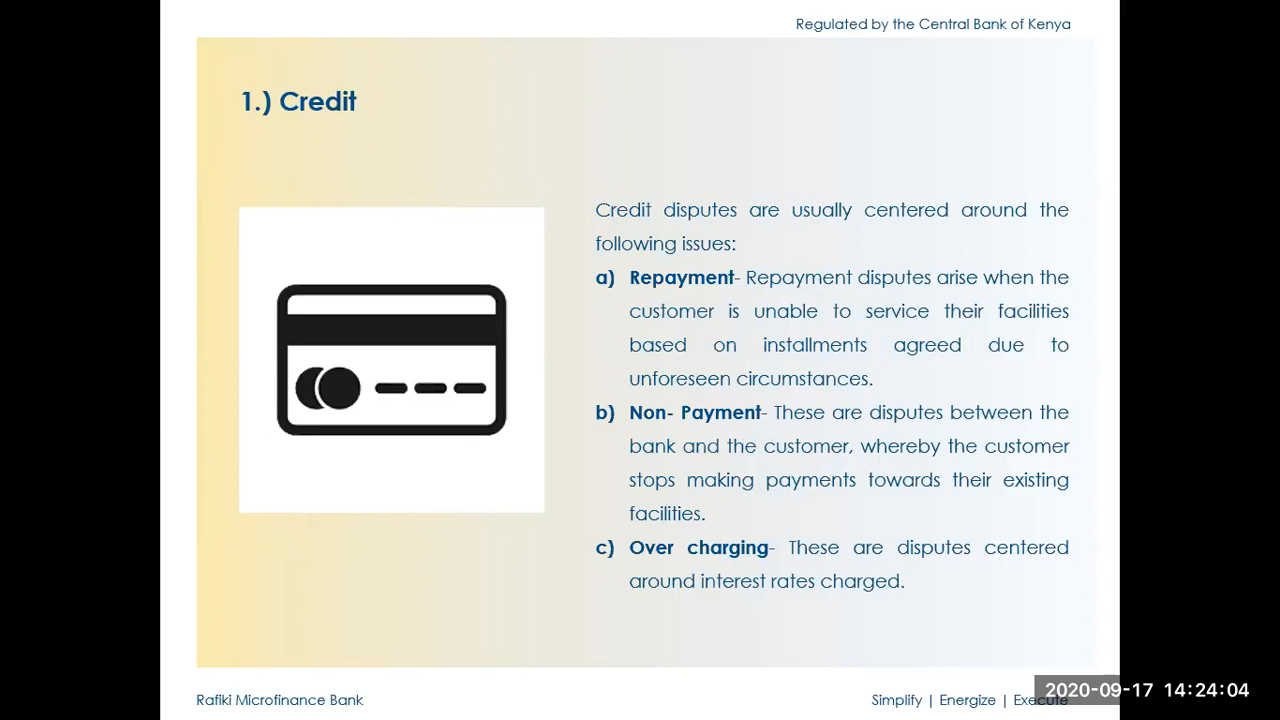 Regulated by the Central Bank of Kenya
1.) Credit
Credit disputes are usually centered around the
following issues:
a) Repayment- Repayment disputes arise when the
customer is unable to service their facilities
based on installments agreed due to
unforeseen circumstances.
b) Non- Payment- These are disputes between the
bank and the customer, whereby the customer
stops making payments towards their existing
facilities.
c) Over charging- These are disputes centered
around interest rates charged.
Rafiki Microfinance Bank
Simplify | Energize | Execute
2020-09-17 14:24:04